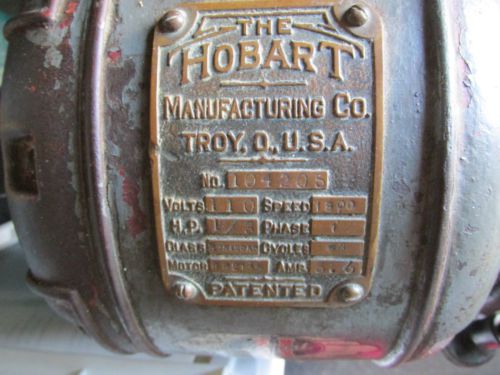 THE
HOBART
MANUFACTURING CO.
TROY, O., U.S.A.
No. 104205
VOLTS 110 SPEED 1800
H.P. 1/ PHASE 1
CLASS CYCLES
MOTOR AMP. .6
PATENTED